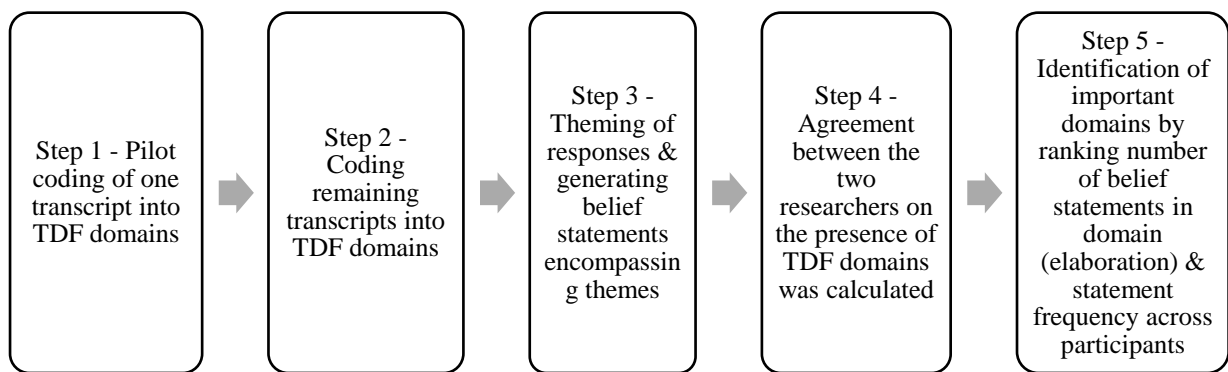 Step 1 - Pilot
coding of one
transcript into
TDF domains
Step 2 -
Coding
remaining
transcripts into
TDF domains
Step 3 -
Theming of
responses &
generating
belief
statements
encompassin
g themes
Step 4 -
Agreement
between the
two
researchers on
the presence of
TDF domains
was calculated
Step 5 -
Identification of
important
domains by
ranking number
of belief
statements in
domain
(elaboration) &
statement
frequency across
participants